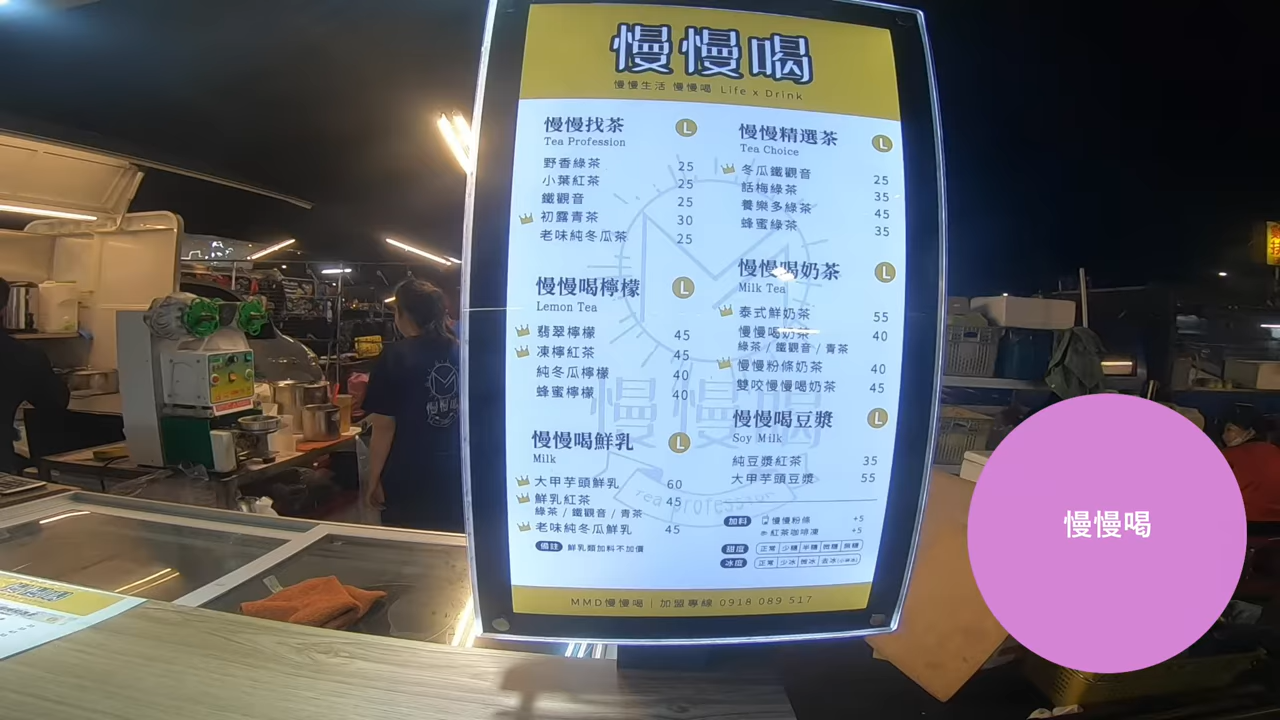 慢慢喝
慢慢生活 慢慢喝 Life x Drink
慢慢找茶 L
Tea Profession
野香綠茶 25
小葉紅茶 25
鐵觀音 25
初露青茶 30
老味純冬瓜茶 25
慢慢喝檸檬 L
Lemon Tea
翡翠檸檬 45
凍檸紅茶 45
純冬瓜檸檬 40
蜂蜜檸檬 40
慢慢喝鮮乳 L
Milk
大甲芋頭鮮乳 60
鮮乳紅茶 45
綠茶 / 鐵觀音 / 青茶
老味純冬瓜鮮乳 45
備註 鮮乳類加料不加價
慢慢精選茶 L
Tea Choice
冬瓜鐵觀音 25
話梅綠茶 35
養樂多綠茶 45
蜂蜜綠茶 35
慢慢喝奶茶 L
Milk Tea
泰式鮮奶茶 55
慢慢喝奶茶 40
綠茶 / 鐵觀音 / 青茶
慢慢粉條奶茶 40
雙咬慢慢喝奶茶 45
慢慢喝豆漿 L
Soy Milk
純豆漿紅茶 35
大甲芋頭豆漿 55
加料 慢慢粉條 +5
紅茶咖啡凍 +5
甜度 正常 少糖 半糖 微糖 無糖
冰度 正常 少冰 微冰 去冰
慢慢喝
Tea professor
MMD慢慢喝 | 加盟專線 0918 089 517
慢慢喝
慢慢喝